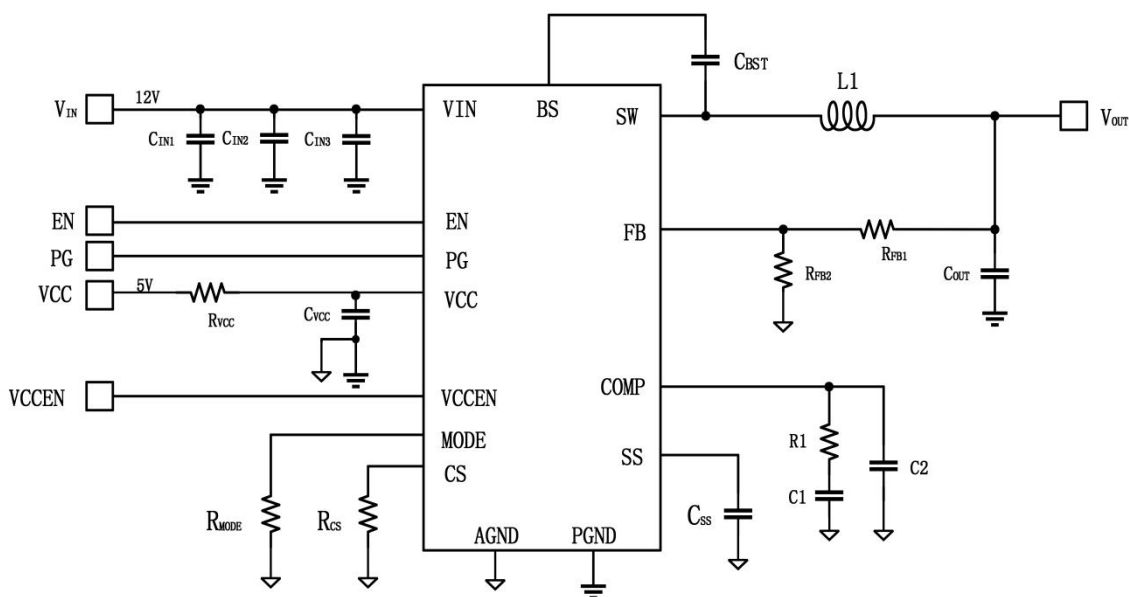 CBST
L1
VIN
12V
VIN
BS
SW
VOUT
CIN1
CIN2
CIN3
EN
EN
FB
PG
PG
RFB1
RFB2
COUT
VCC
5V
VCC
RVCC
CVCC
VCCEN
VCCEN
COMP
MODE
R1
CS
SS
C2
C1
RMODE
RCS
CSS
AGND
PGND